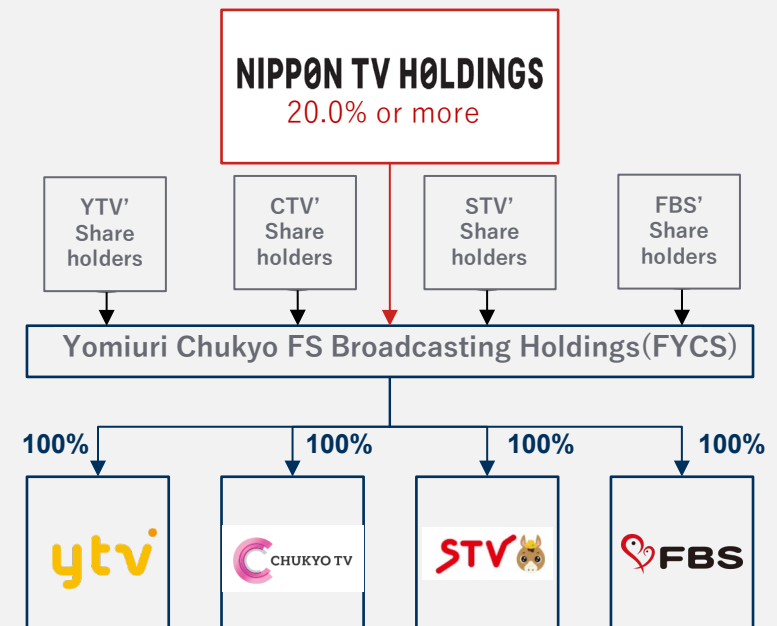 NIPPON TV HOLDINGS
20.0% or more
YTV'
Share
holders
CTV'
Share
holders
STV'
Share
holders
FBS'
Share
holders
Yomiuri Chukyo FS Broadcasting Holdings(FYCS)
100%
100%
100%
100%
ytv
CHUKYO TV
STV
FBS